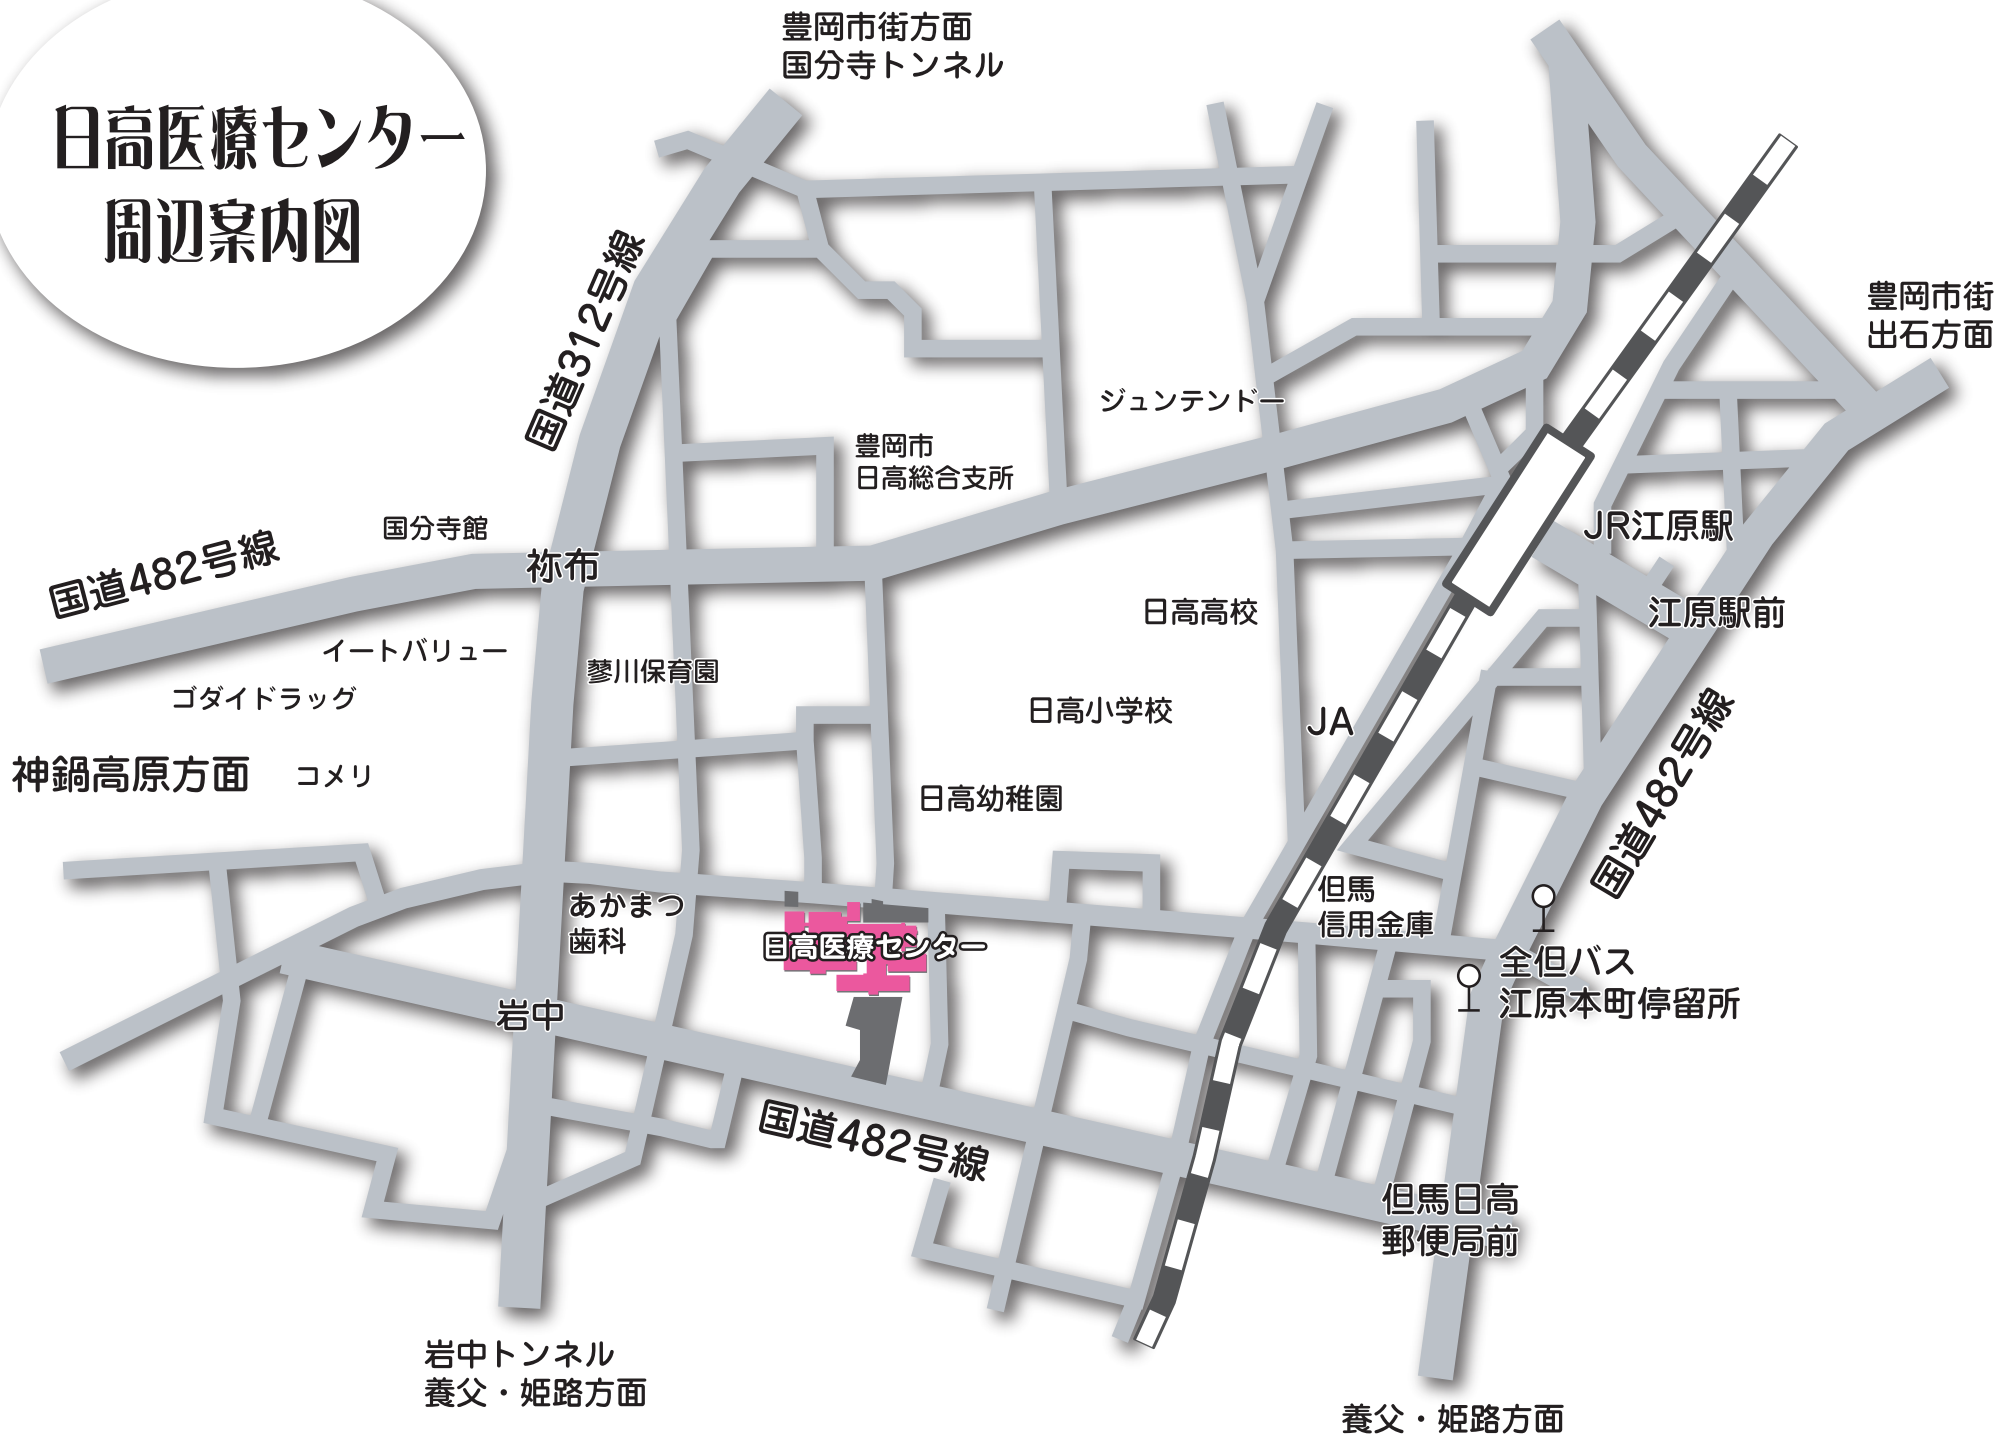 日高医療センター
周辺案内図
豊岡市街方面
国分寺トンネル
国道312号線
豊岡市街
出石方面
ジュンテンドー
豊岡市
日高総合支所
国分寺館
国道482号線
祢布
JR江原駅
江原駅前
イートバリュー
ゴダイドラッグ
蓼川保育園
日高高校
日高小学校
JA
神鍋高原方面
コメリ
日高幼稚園
国道482号線
あかまつ
歯科
日高医療センター
但馬
信用金庫
全但バス
江原本町停留所
岩中
国道482号線
但馬日高
郵便局前
岩中トンネル
養父・姫路方面
養父・姫路方面